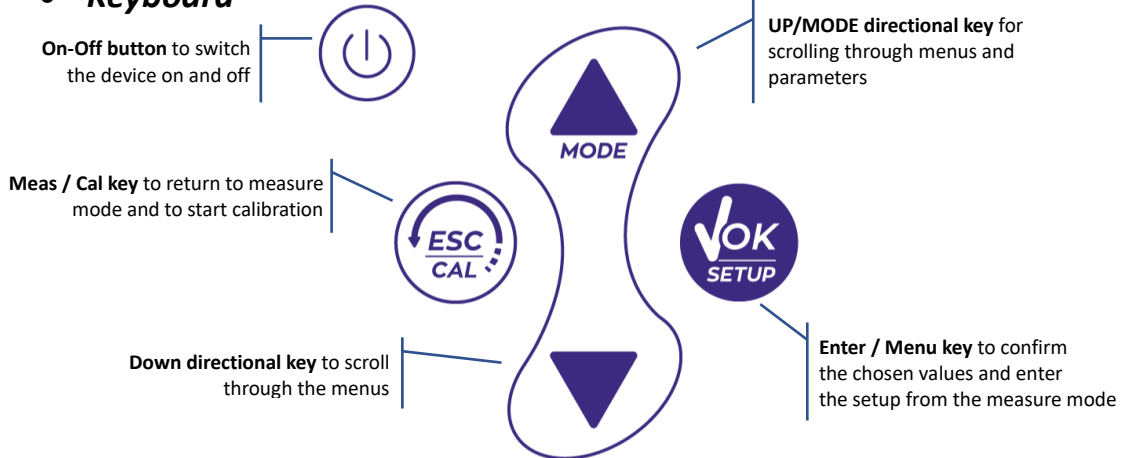 • Keyboard
On-Off button to switch
the device on and off
UP/MODE directional key for
scrolling through menus and
parameters
MODE
Meas / Cal key to return to measure
mode and to start calibration
ESC
CAL
OK
SETUP
Down directional key to scroll
through the menus
Enter / Menu key to confirm
the chosen values and enter
the setup from the measure mode